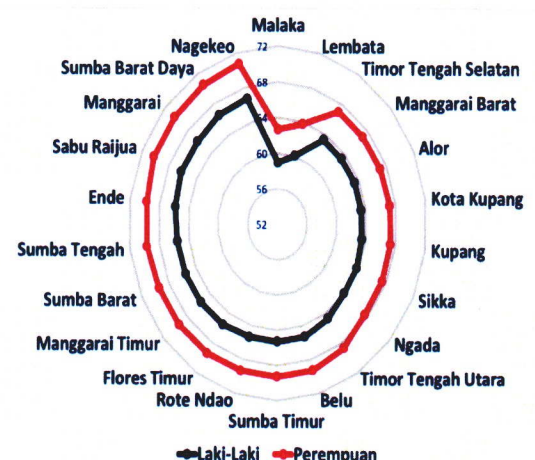 Malaka
72
Nagekeo
Lembata
Sumba Barat Daya
68
Timor Tengah Selatan
Manggarai
Manggarai Barat
64
Sabu Raijua
60
Alor
Ende
56
Kota Kupang
52
Sumba Tengah
Kupang
Sumba Barat
Sikka
Manggarai Timur
Ngada
Flores Timur
Timor Tengah Utara
Rote Ndao
Belu
Sumba Timur
Laki-Laki
Perempuan